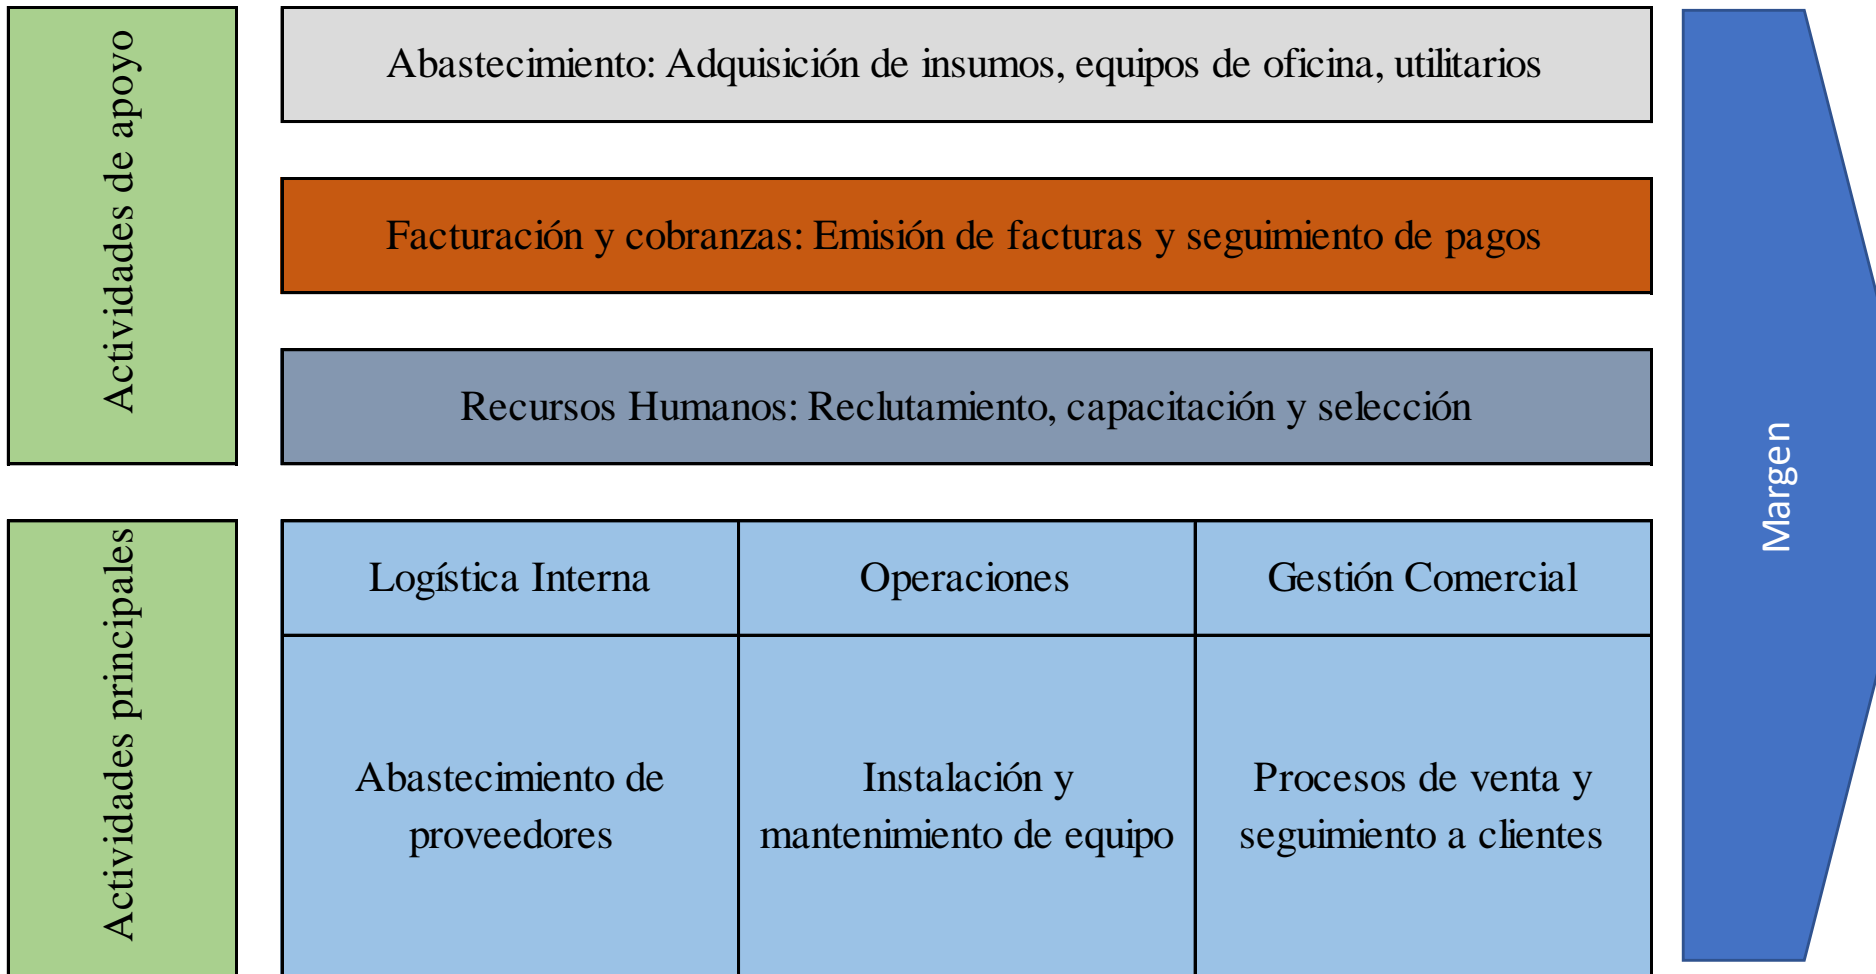 Actividades de apoyo
Abastecimiento: Adquisición de insumos, equipos de oficina, utilitarios
Facturación y cobranzas: Emisión de facturas y seguimiento de pagos
Recursos Humanos: Reclutamiento, capacitación y selección
Margen
Actividades principales
Logística Interna
Operaciones
Gestión Comercial
Abastecimiento de
proveedores
Instalación y
mantenimiento de equipo
Procesos de venta y
seguimiento a clientes